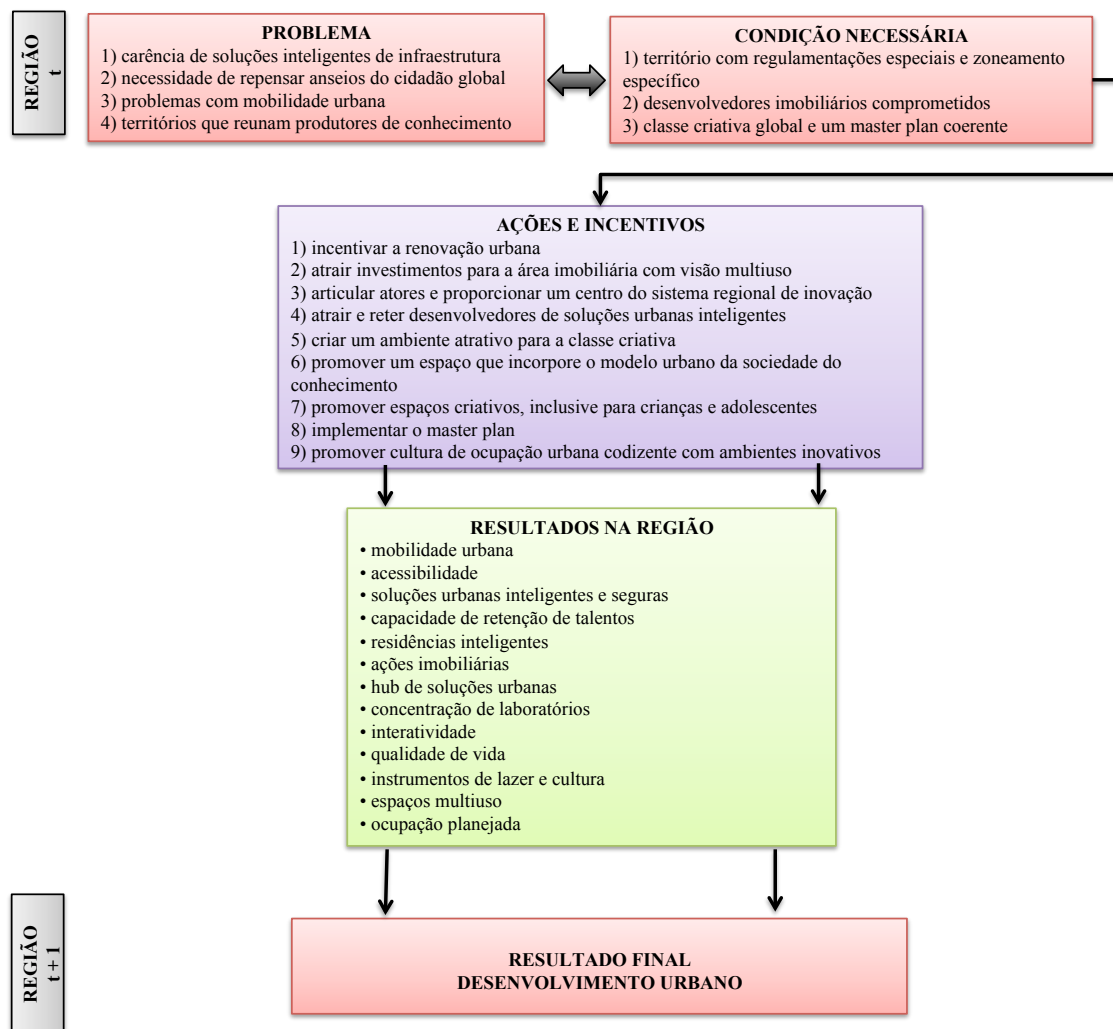 REGIÃO
t
PROBLEMA
1) carência de soluções inteligentes de infraestrutura
2) necessidade de repensar anseios do cidadão global
3) problemas com mobilidade urbana
4) territórios que reunam produtores de conhecimento
CONDIÇÃO NECESSÁRIA
1) território com regulamentações especiais e zoneamento
específico
2) desenvolvedores imobiliários comprometidos
3) classe criativa global e um master plan coerente
AÇÕES E INCENTIVOS
1) incentivar a renovação urbana
2) atrair investimentos para a área imobiliária com visão multiuso
3) articular atores e proporcionar um centro do sistema regional de inovação
4) atrair e reter desenvolvedores de soluções urbanas inteligentes
5) criar um ambiente atrativo para a classe criativa
6) promover um espaço que incorpore o modelo urbano da sociedade do
conhecimento
7) promover espaços criativos, inclusive para crianças e adolescentes
8) implementar o master plan
9) promover cultura de ocupação urbana codizente com ambientes inovativos
RESULTADOS NA REGIÃO
• mobilidade urbana
• acessibilidade
• soluções urbanas inteligentes e seguras
• capacidade de retenção de talentos
• residências inteligentes
• ações imobiliárias
• hub de soluções urbanas
• concentração de laboratórios
• interatividade
• qualidade de vida
• instrumentos de lazer e cultura
• espaços multiuso
• ocupação planejada
REGIÃO
t + 1
RESULTADO FINAL
DESENVOLVIMENTO URBANO